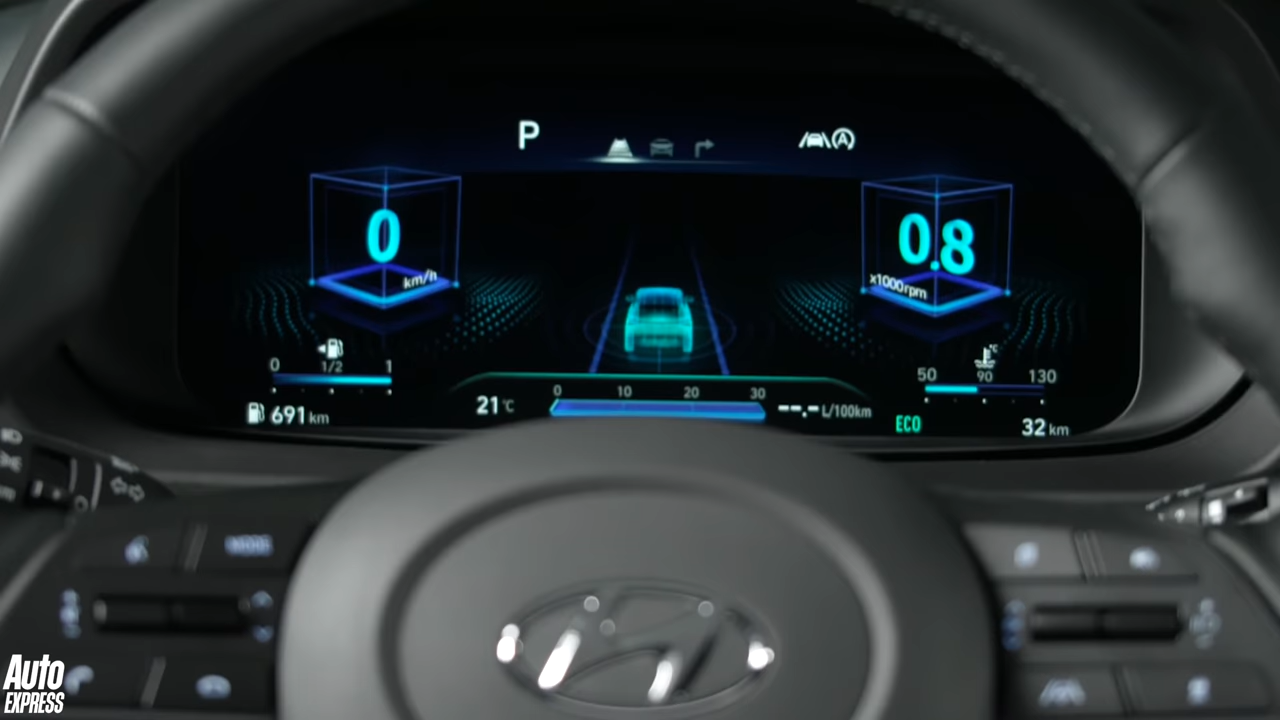 P
A
0
km/h
0.8
x1000rpm
0 1/2 1
691 km
21 °C
0 10 20 30
--.- L/100km
°C
50 90 130
ECO
32 km
MODE
Auto
EXPRESS